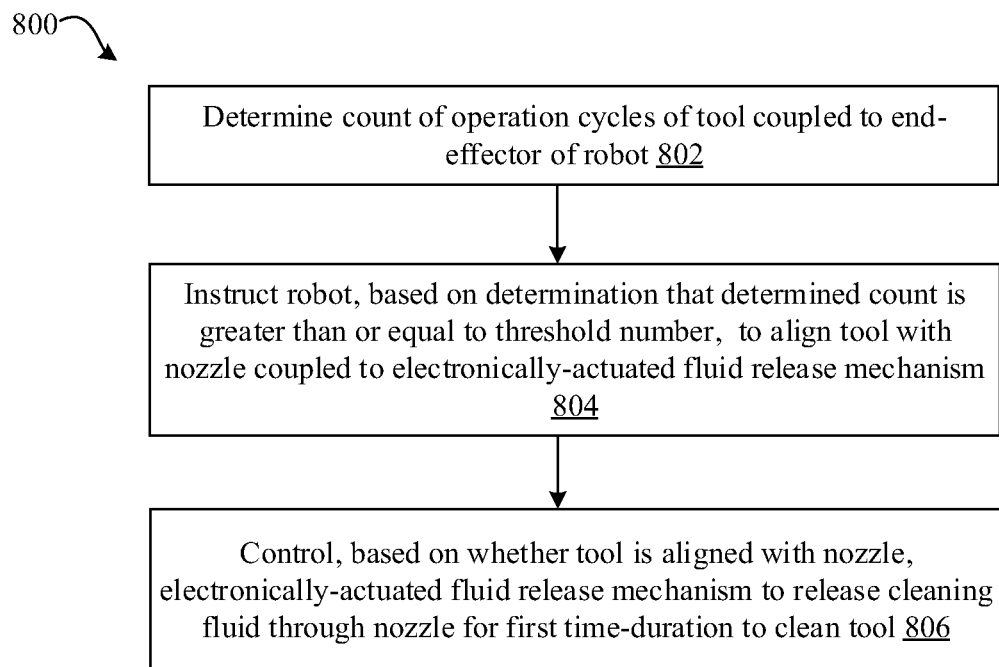 800
Determine count of operation cycles of tool coupled to end-
effector of robot 802
Instruct robot, based on determination that determined count is
greater than or equal to threshold number, to align tool with
nozzle coupled to electronically-actuated fluid release mechanism
804
Control, based on whether tool is aligned with nozzle,
electronically-actuated fluid release mechanism to release cleaning
fluid through nozzle for first time-duration to clean tool 806